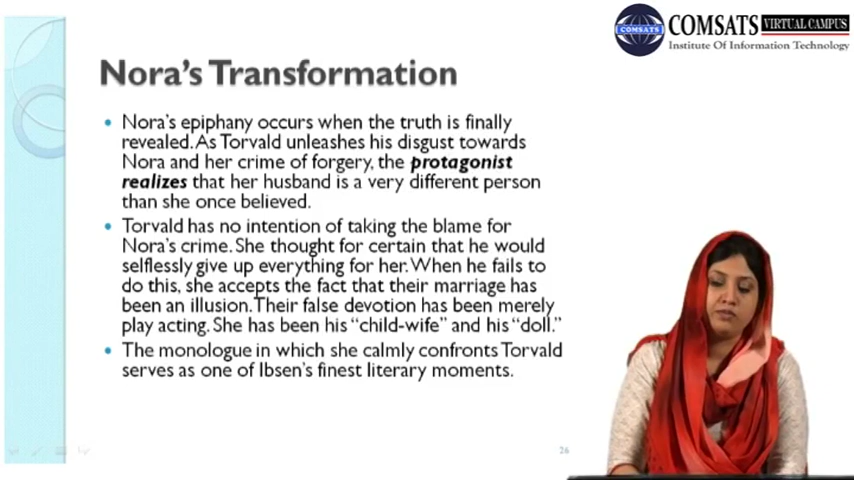 COMSATS
COMSATS VIRTUAL CAMPUS
Institute Of Information Technology
Nora's Transformation
• Nora's epiphany occurs when the truth is finally
revealed. As Torvald unleashes his disgust towards
Nora and her crime of forgery, the protagonist
realizes that her husband is a very different person
than she once believed.
• Torvald has no intention of taking the blame for
Nora's crime. She thought for certain that he would
selflessly give up everything for her. When he fails to
do this, she accepts the fact that their marriage has
been an illusion. Their false devotion has been merely
play acting. She has been his "child-wife" and his "doll."
• The monologue in which she calmly confronts Torvald
serves as one of Ibsen's finest literary moments.
26